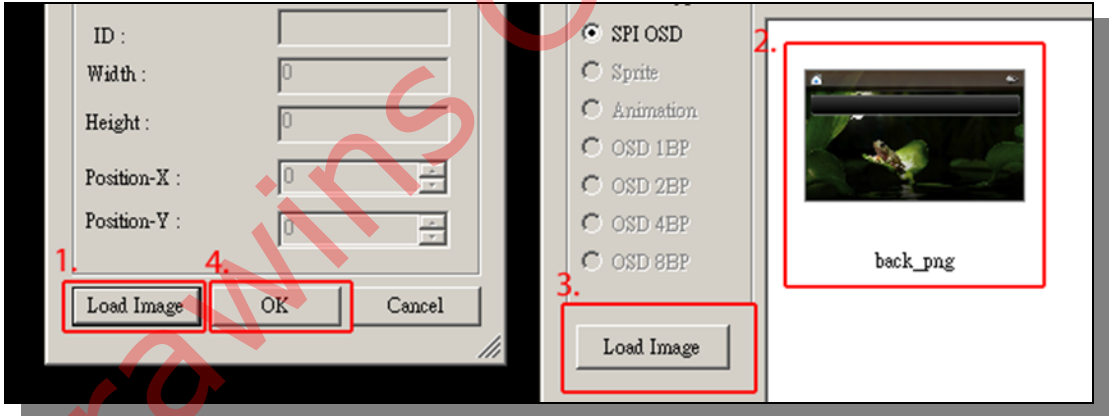 ID :
Width :
0
Height :
0
Position-X :
0
Position-Y :
0
1.
4.
Load Image
OK
Cancel
SPI OSD
Sprite
Animation
OSD 1BP
OSD 2BP
OSD 4BP
OSD 8BP
3.
Load Image
2.
back_png